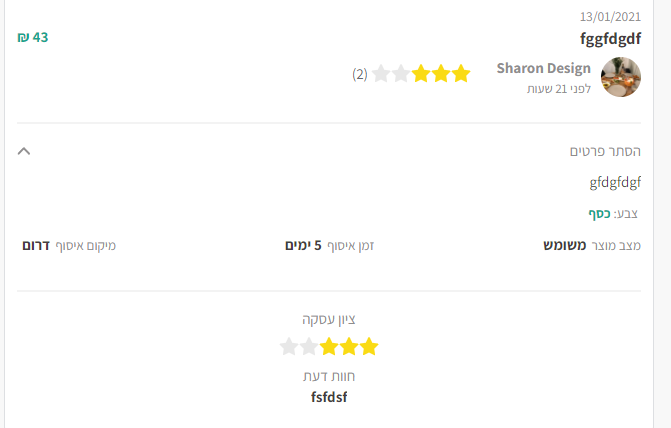 13/01/2021
fggfdgdf
43 ₪
Sharon Design
(2)
לפני 21 שעות
הסתר פרטים
gfdgfdgf
צבע: כסף
מצב מוצר משומש
זמן איסוף 5 ימים
מיקום איסוף דרום
ציון עסקה
חוות דעת
fsfdsf